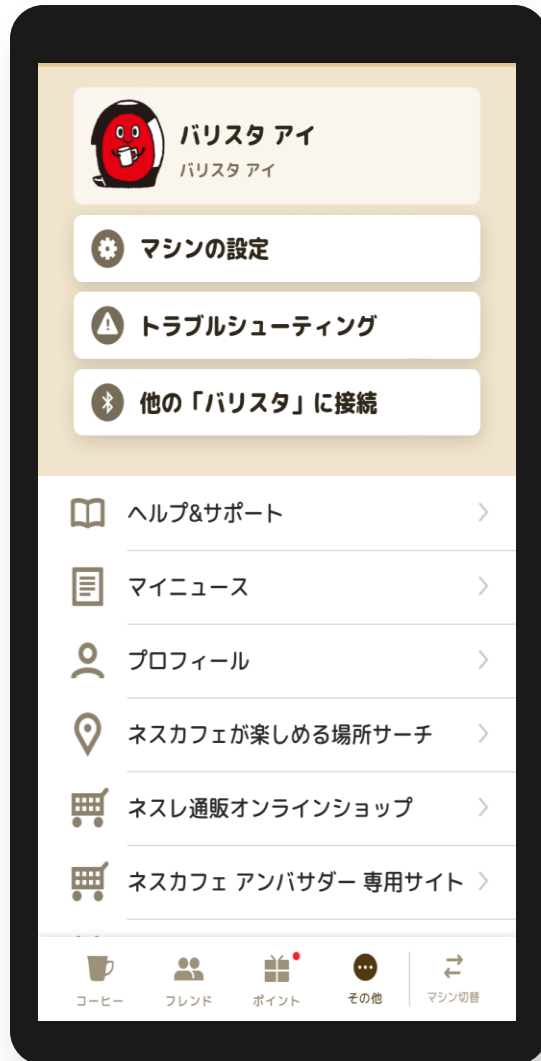 バリスタ アイ
バリスタ アイ
マシンの設定
トラブルシューティング
他の「バリスタ」に接続
ヘルプ&サポート
マイニュース
プロフィール
ネスカフェが楽しめる場所サーチ
ネスレ通販オンラインショップ
ネスカフェ アンバサダー 専用サイト
コーヒー
フレンド
ポイント
その他
マシン切替